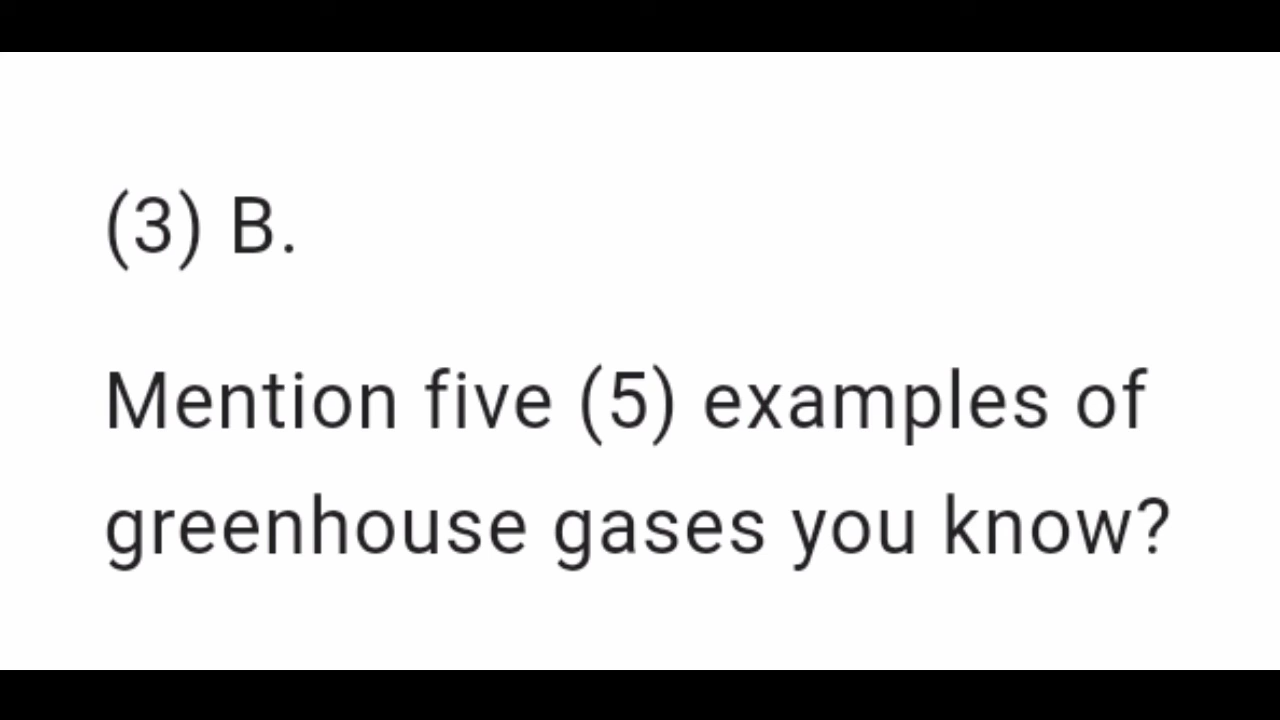 (3) B.
Mention five (5) examples of
greenhouse gases you know?